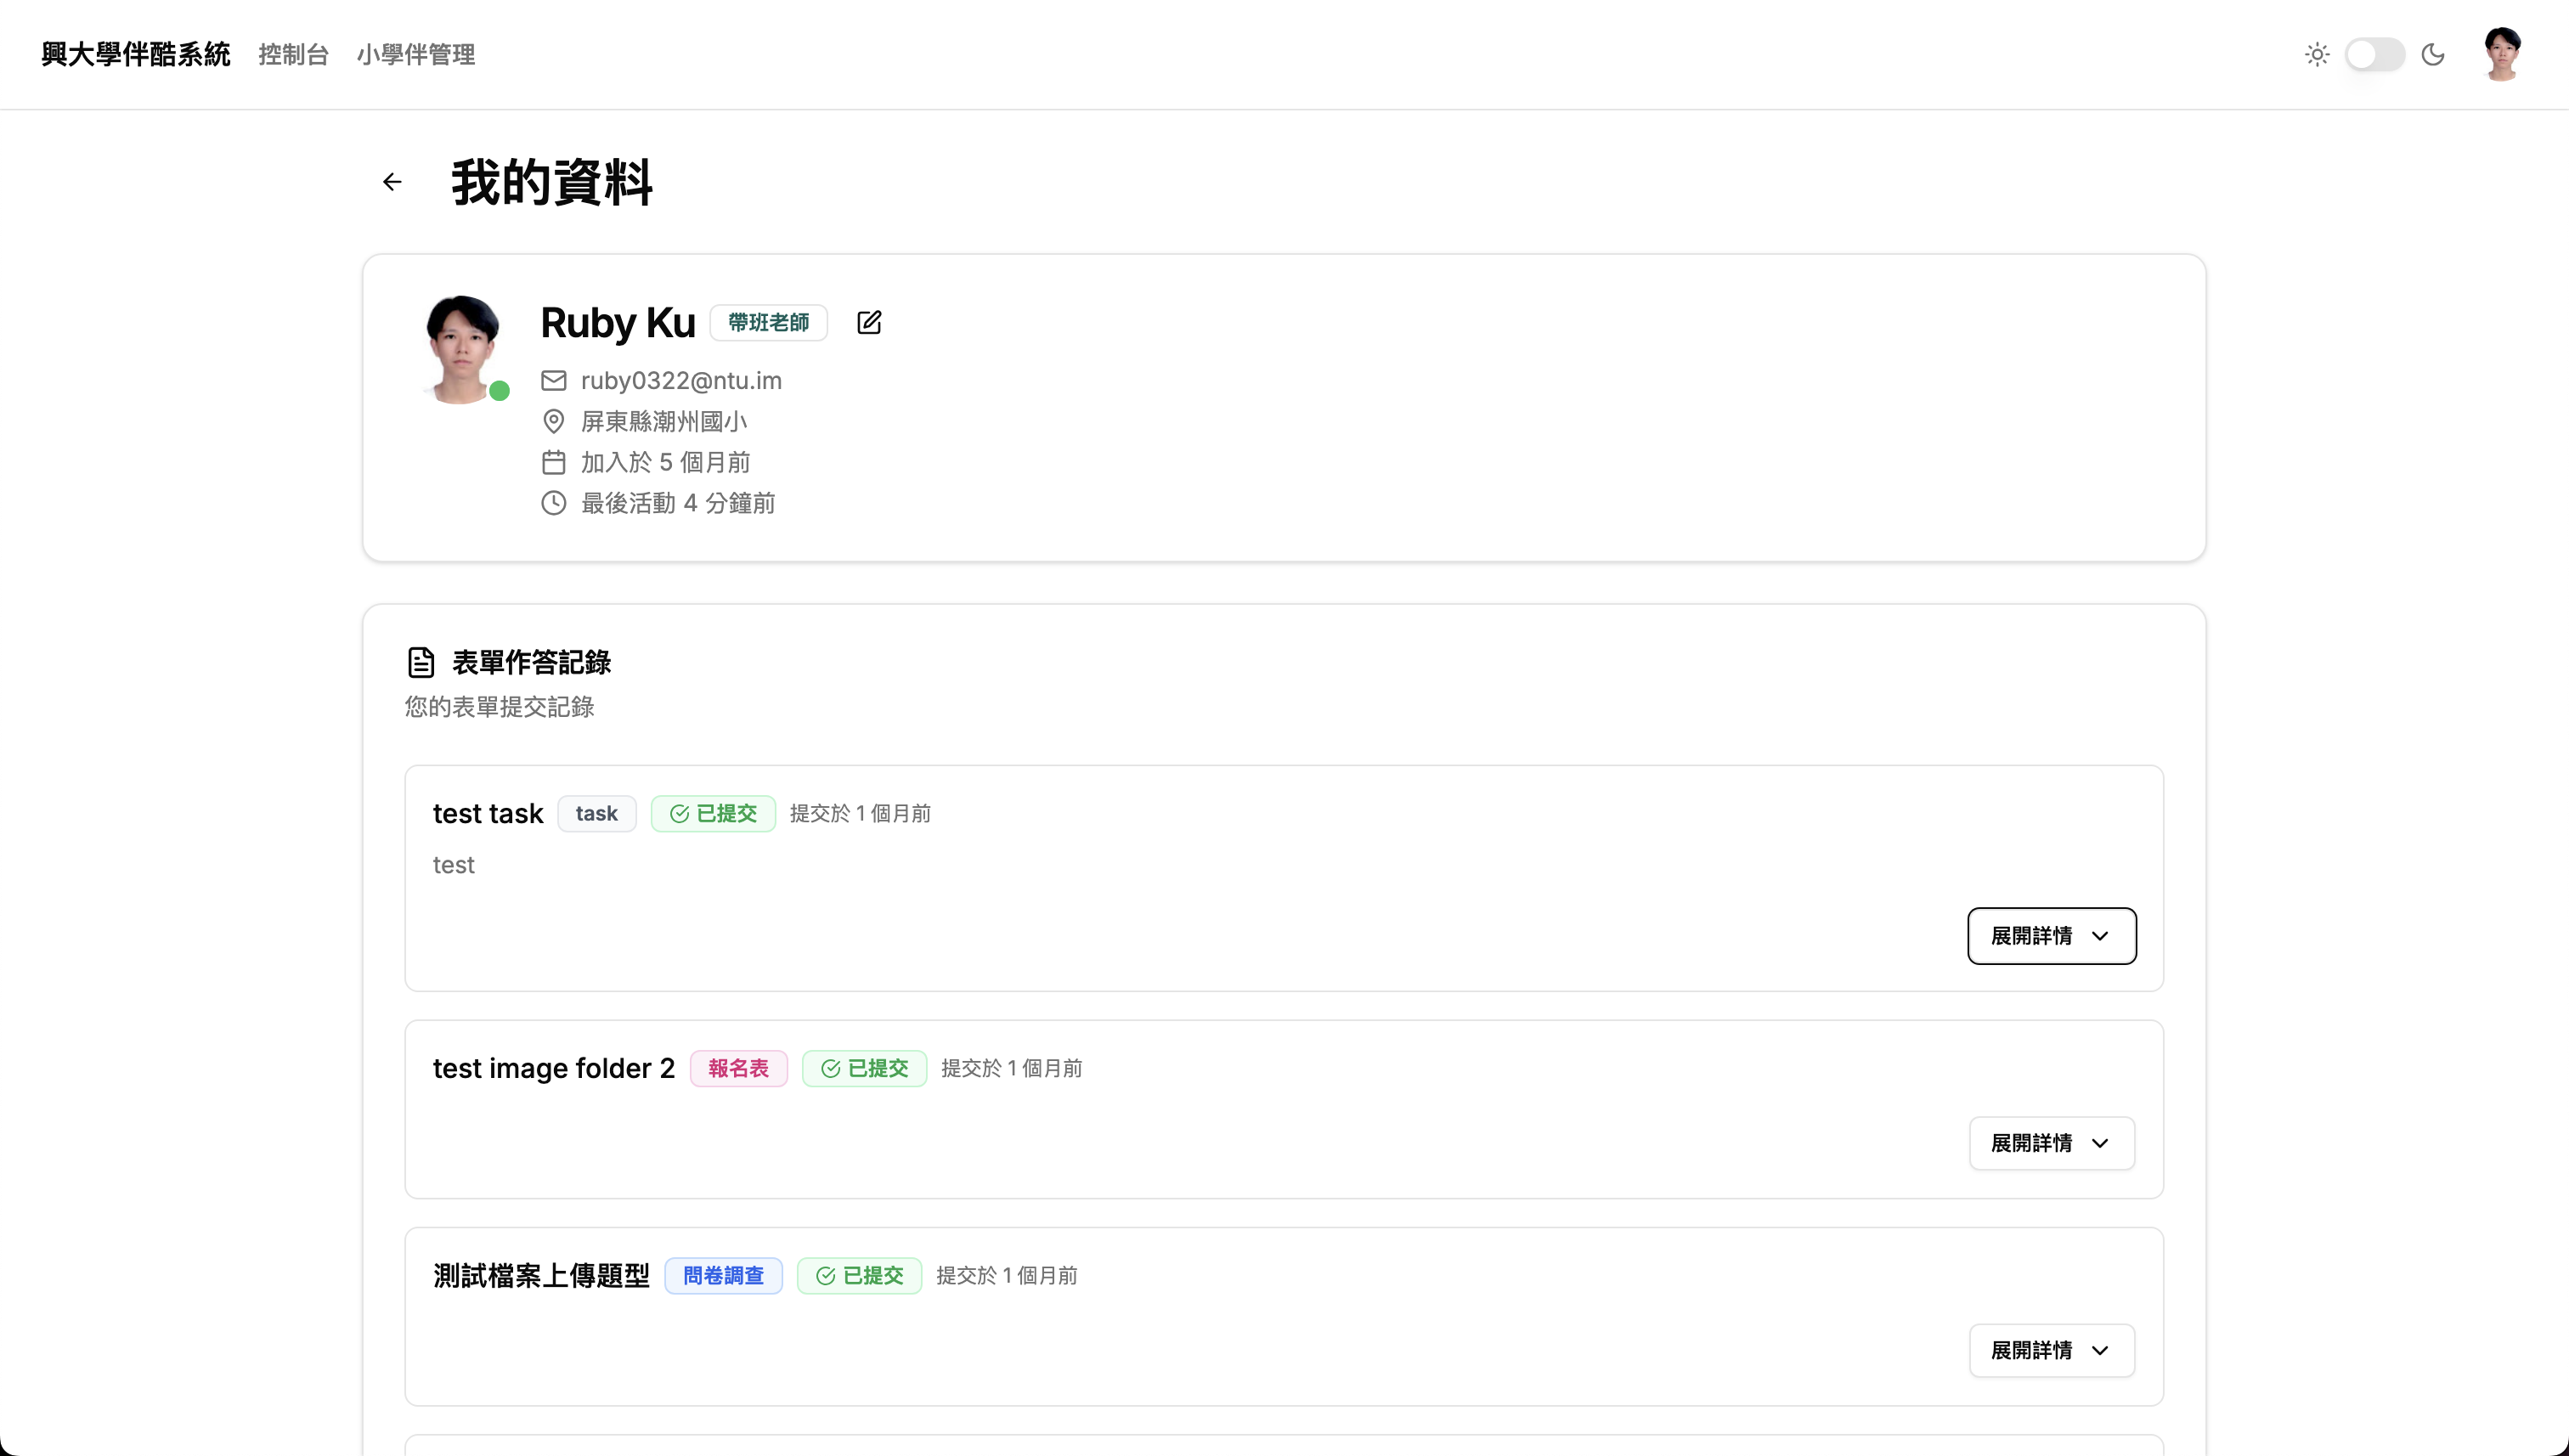 興大學伴酷系統 控制台 小學伴管理
我的資料
Ruby Ku 帶班老師
ruby0322@ntu.im
屏東縣潮州國小
加入於 5 個月前
最後活動 4 分鐘前
表單作答記錄
您的表單提交記錄
test task task 已提交 提交於 1 個月前
test
展開詳情
test image folder 2 報名表 已提交 提交於 1 個月前
展開詳情
測試檔案上傳題型 問卷調查 已提交 提交於 1 個月前
展開詳情